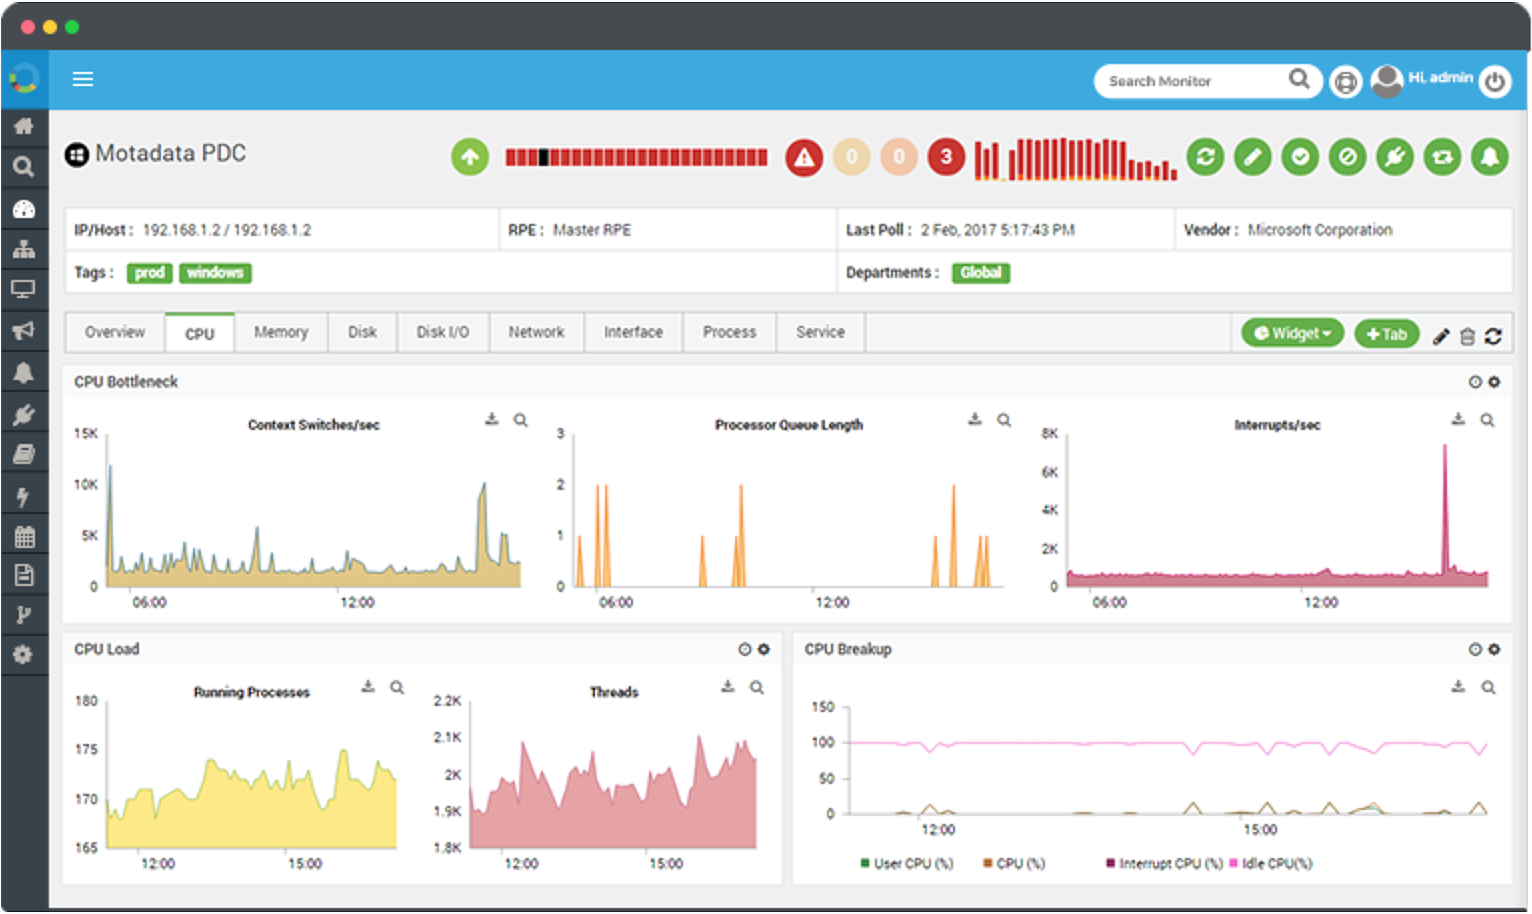 Search Monitor
Hi, admin
Motadata PDC
0 0 3
IP/Host : 192.168.1.2 / 192.168.1.2 RPE : Master RPE Last Poll : 2 Feb, 2017 5:17:43 PM Vendor : Microsoft Corporation
Tags : prod windows Departments : Global
Overview CPU Memory Disk Disk I/O Network Interface Process Service Widget +Tab
CPU Bottleneck
Context Switches/sec
15K
10K
5K
0
06:00 12:00
Processor Queue Length
3
2
1
0
06:00 12:00
Interrupts/sec
8K
6K
4K
2K
0
06:00 12:00
CPU Load
Running Processes
180
175
170
165
12:00 15:00
Threads
2.2K
2.1K
2K
1.9K
1.8K
12:00 15:00
CPU Breakup
150
100
50
0
12:00 15:00
User CPU (%) CPU (%) Interrupt CPU (%) Idle CPU(%)